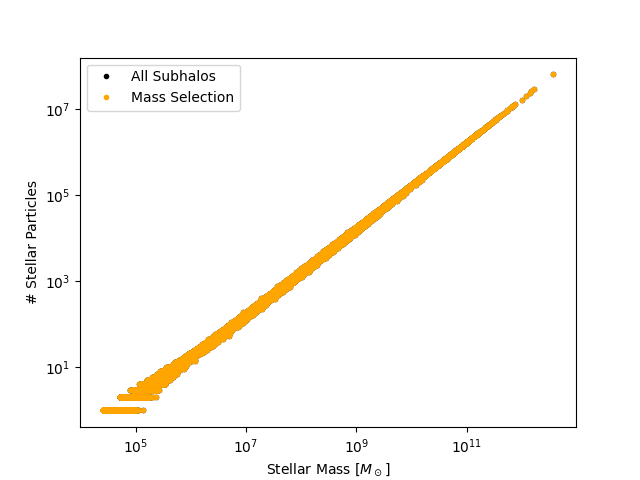 All Subhalos
Mass Selection
# Stellar Particles
10^7
10^5
10^3
10^1
10^5
10^7
10^9
10^11
Stellar Mass [M_⊙]